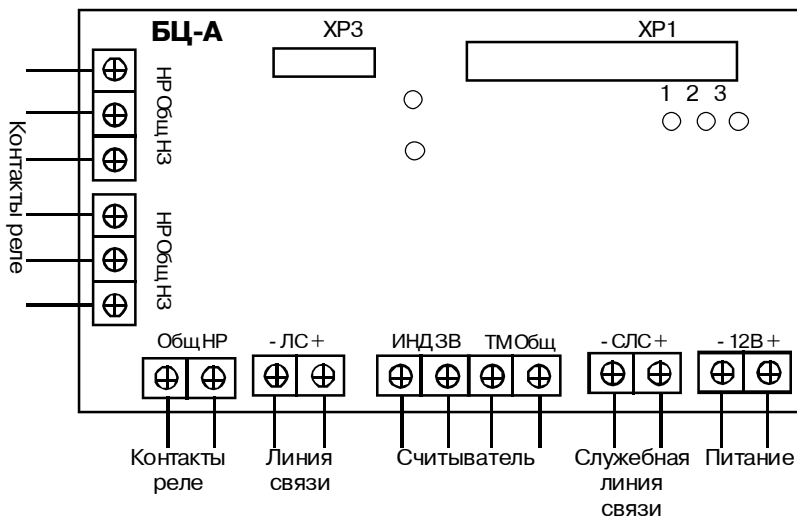 БЦ-А
ХР3
ХР1
1 2 3
НР Общ НЗ
НР Общ НЗ
Контакты реле
Общ НР
- ЛС +
ИНД ЗВ
ТМ Общ
- СЛС +
- 12В +
Контакты
реле
Линия
связи
Считыватель
Служебная
линия
связи
Питание